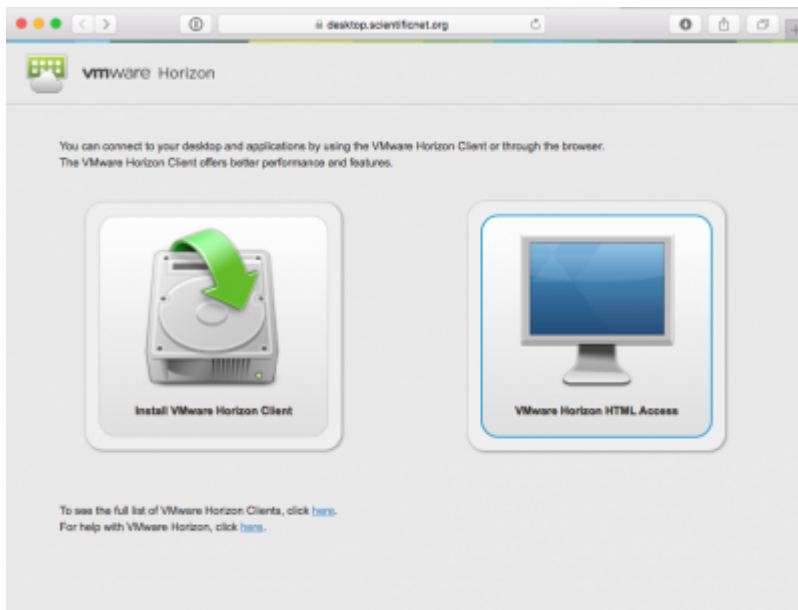 desktop.scientificnet.org
vmware Horizon
You can connect to your desktop and applications by using the VMware Horizon Client or through the browser.
The VMware Horizon Client offers better performance and features.
Install VMware Horizon Client
VMware Horizon HTML Access
To see the full list of VMware Horizon Clients, click here.
For help with VMware Horizon, click here.